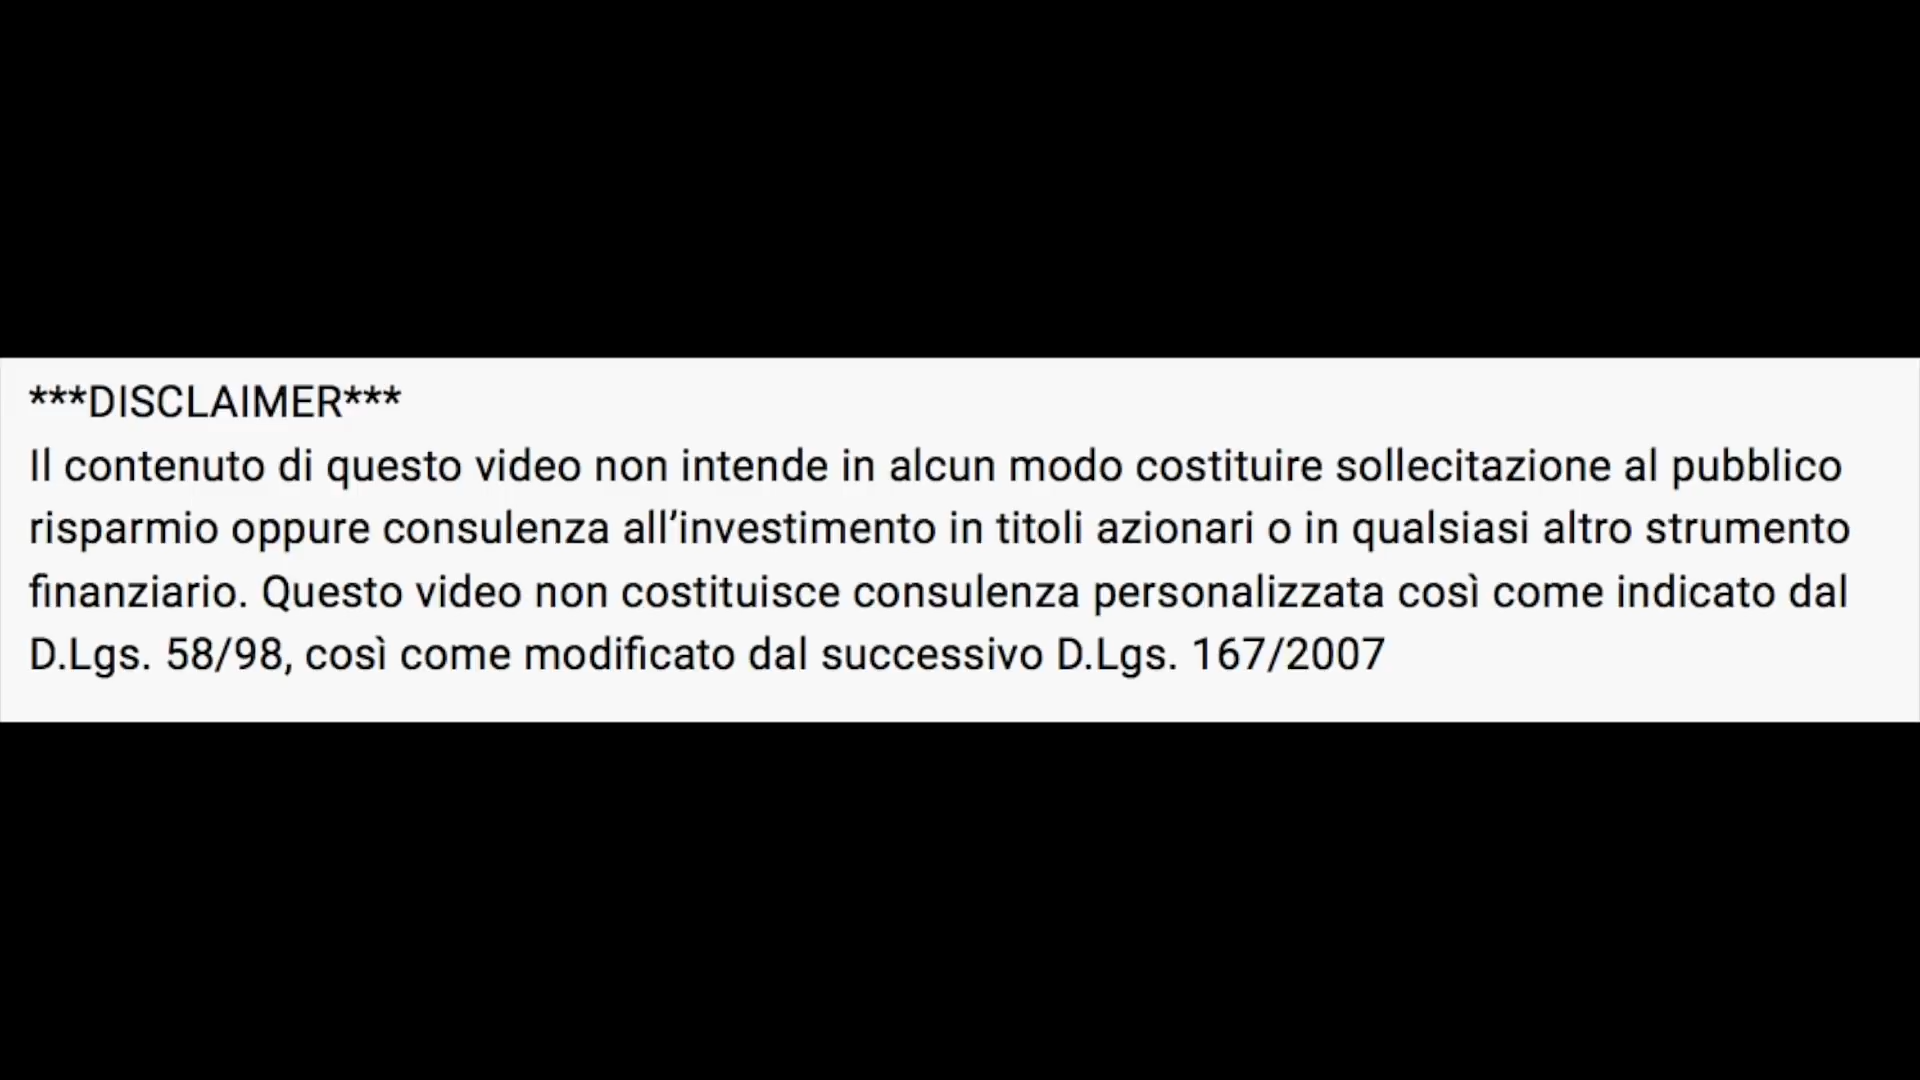 ***DISCLAIMER***
Il contenuto di questo video non intende in alcun modo costituire sollecitazione al pubblico
risparmio oppure consulenza all’investimento in titoli azionari o in qualsiasi altro strumento
finanziario. Questo video non costituisce consulenza personalizzata così come indicato dal
D.Lgs. 58/98, così come modificato dal successivo D.Lgs. 167/2007